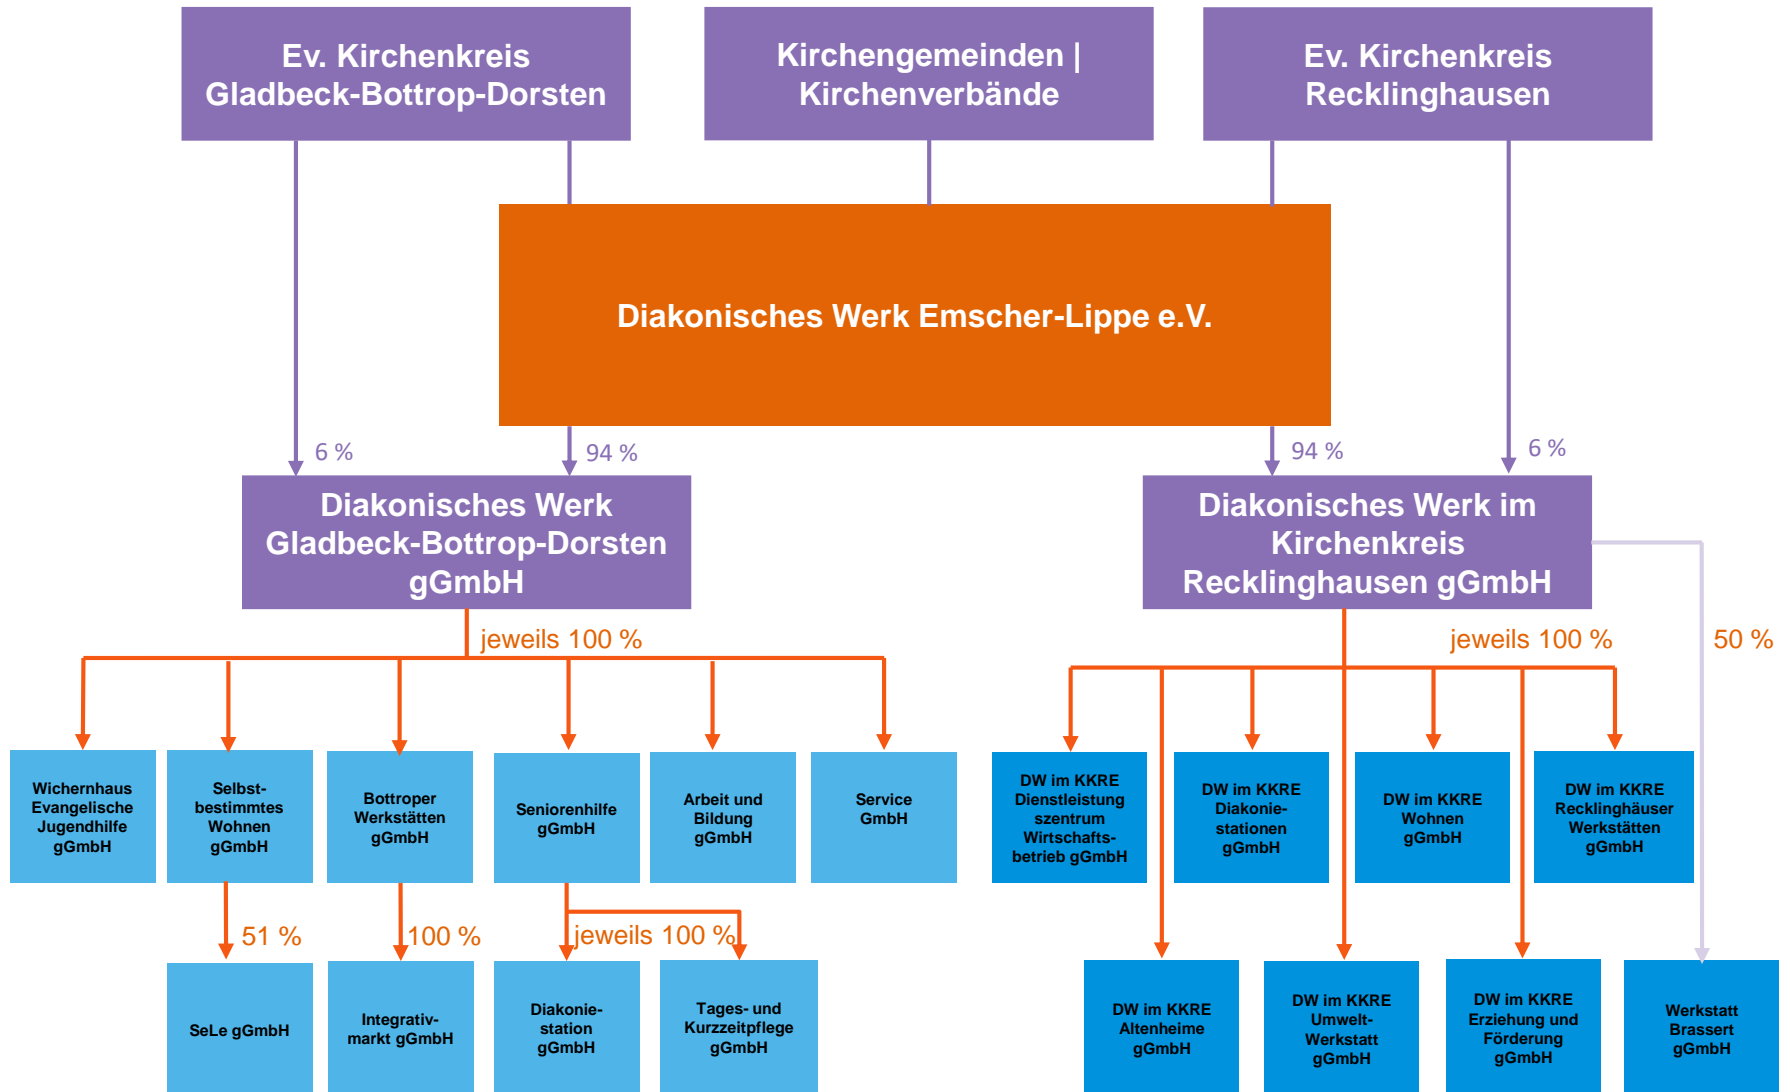 Ev. Kirchenkreis
Gladbeck-Bottrop-Dorsten
Kirchengemeinden |
Kirchenverbände
Ev. Kirchenkreis
Recklinghausen
Diakonisches Werk Emscher-Lippe e.V.
6 %
94 %
94 %
6 %
Diakonisches Werk
Gladbeck-Bottrop-Dorsten
gGmbH
Diakonisches Werk im
Kirchenkreis
Recklinghausen gGmbH
jeweils 100 %
jeweils 100 %
50 %
Wichernhaus
Evangelische
Jugendhilfe
gGmbH
Selbst-
bestimmtes
Wohnen
gGmbH
Bottroper
Werkstätten
gGmbH
Seniorenhilfe
gGmbH
Arbeit und
Bildung
gGmbH
Service
GmbH
DW im KKRE
Dienstleistung
szentrum
Wirtschafts-
betrieb gGmbH
DW im KKRE
Diakonie-
stationen
gGmbH
DW im KKRE
Wohnen
gGmbH
DW im KKRE
Recklinghäuser
Werkstätten
gGmbH
51 %
100 %
jeweils 100 %
SeLe gGmbH
Integrativ-
markt gGmbH
Diakonie-
station
gGmbH
Tages- und
Kurzzeitpflege
gGmbH
DW im KKRE
Altenheime
gGmbH
DW im KKRE
Umwelt-
Werkstatt
gGmbH
DW im KKRE
Erziehung und
Förderung
gGmbH
Werkstatt
Brassert
gGmbH